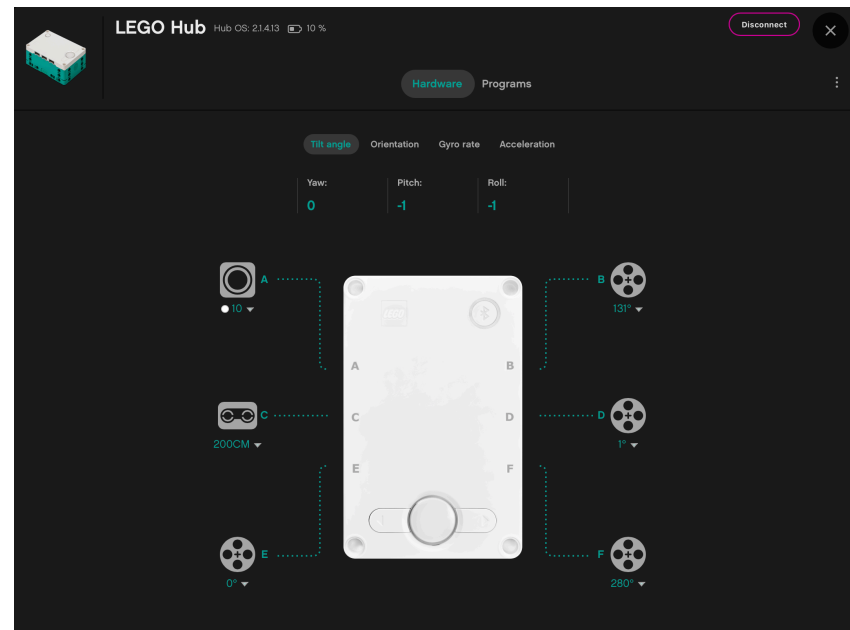 LEGO Hub Hub OS: 2.1.4.13 10 %
Disconnect
Hardware Programs
Tilt angle Orientation Gyro rate Acceleration
Yaw: Pitch: Roll:
0 -1 -1
A B
10 131°
LEGO
A B
C D
C D
200CM 1°
E F
E F
0° 280°